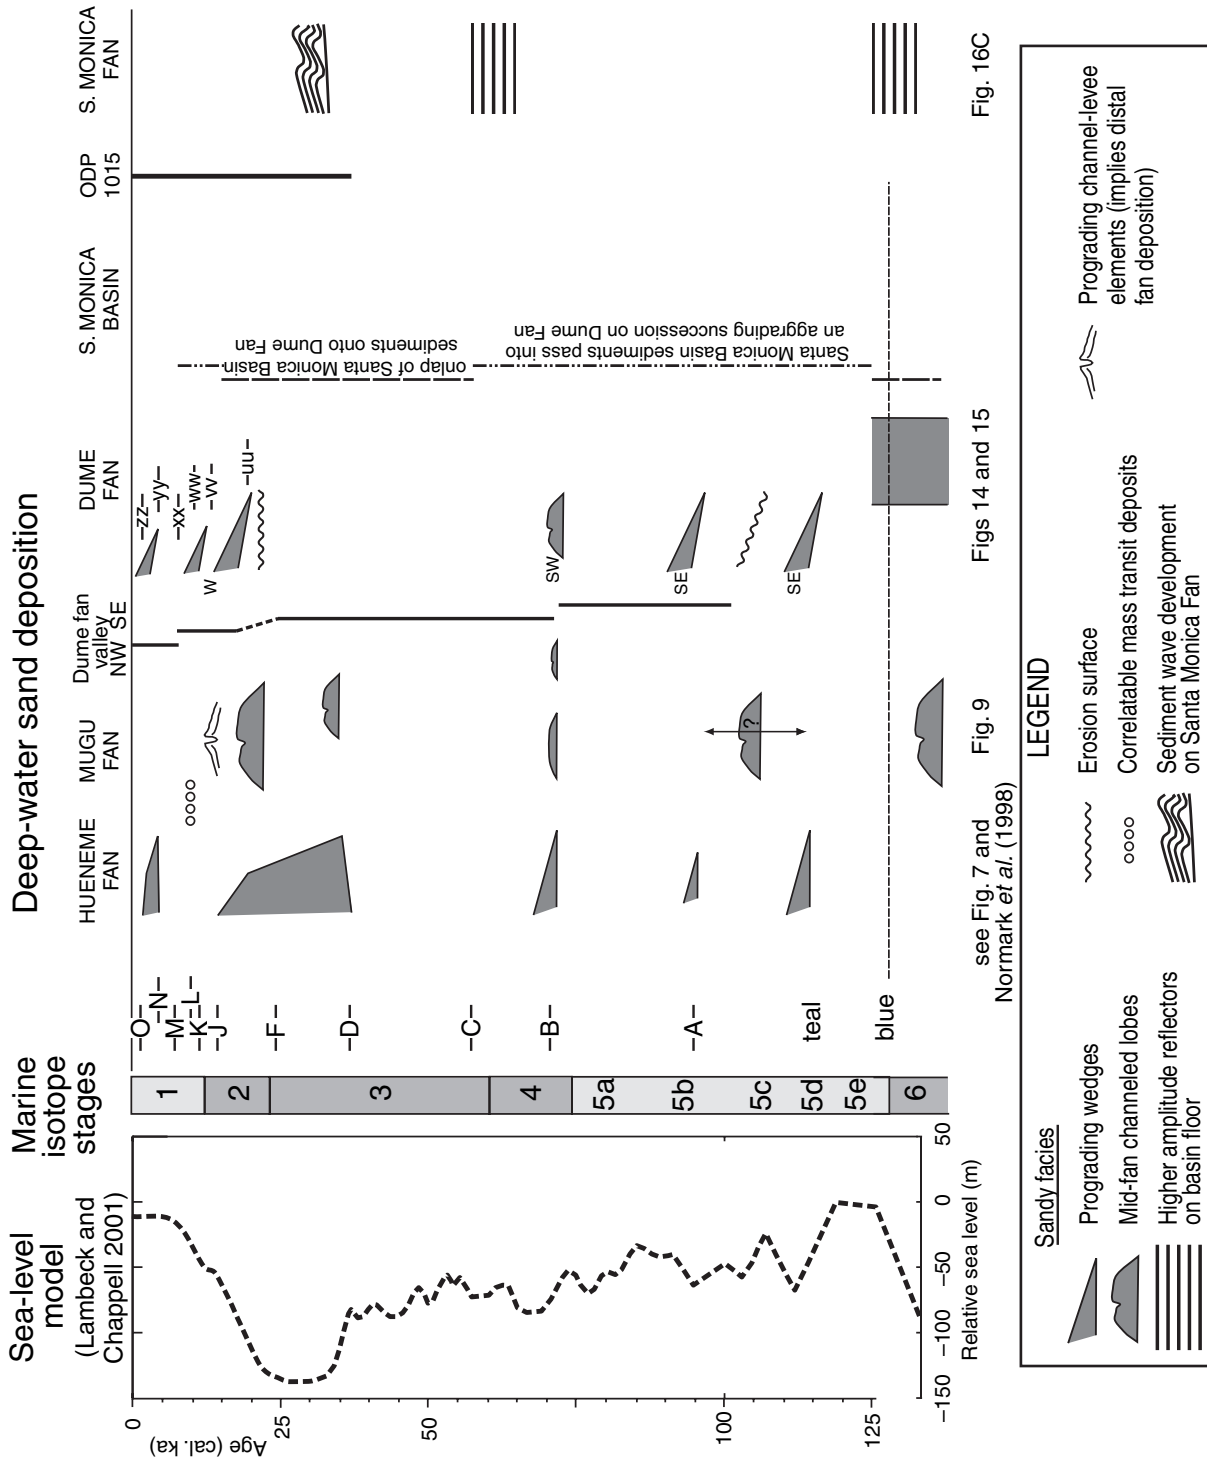 Deep-water sand deposition
Sea-level
model
(Lambeck and
Chappell 2001)
Marine
isotope
stages
HUENEME
FAN
MUGU
FAN
Dume fan
valley
NW SE
DUME
FAN
S. MONICA
BASIN
ODP
1015
S. MONICA
FAN
Age (cal. ka)
0
25
50
100
125
−150
−100
−50
0
50
Relative sea level (m)
1
2
3
4
5a
5b
5c
5d
5e
6
–O–
–N–
–M–
–L–
–K–
–J–
–F–
–D–
–C–
–B–
–A–
teal
blue
?
W
SW
SE
SE
–zz–
–yy–
–xx–
–ww–
–vv–
–uu–
onlap of Santa Monica Basin
sediments onto Dume Fan
Santa Monica Basin sediments pass into
an aggrading succession on Dume Fan
see Fig. 7 and
Normark et al. (1998)
Fig. 9
Figs 14 and 15
Fig. 16C
LEGEND
Sandy facies
Prograding wedges
Mid-fan channeled lobes
Higher amplitude reflectors
on basin floor
Erosion surface
Correlatable mass transit deposits
Sediment wave development
on Santa Monica Fan
Prograding channel-levee
elements (implies distal
fan deposition)